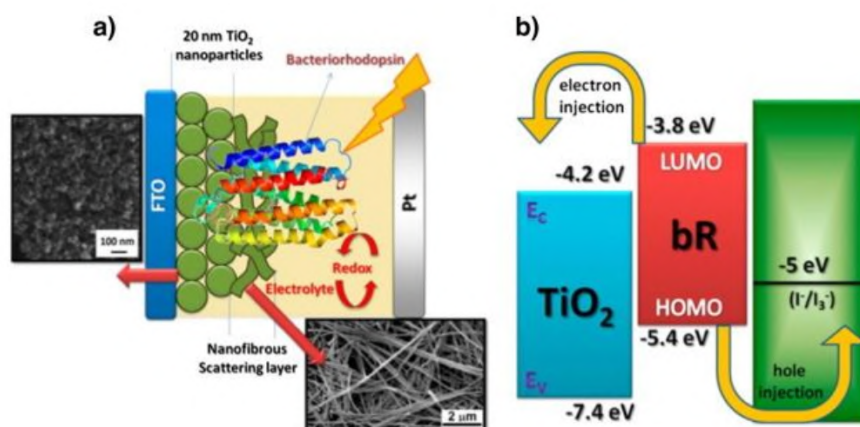 a)
20 nm TiO₂
nanoparticles
Bacteriorhodopsin
FTO
Pt
100 nm
Redox
Electrolyte
Nanofibrous
Scattering layer
2 μm
b)
electron
injection
-3.8 eV
LUMO
-4.2 eV
E_C
bR
TiO₂
-5 eV
(I⁻/I₃⁻)
HOMO
-5.4 eV
E_V
hole
injection
-7.4 eV